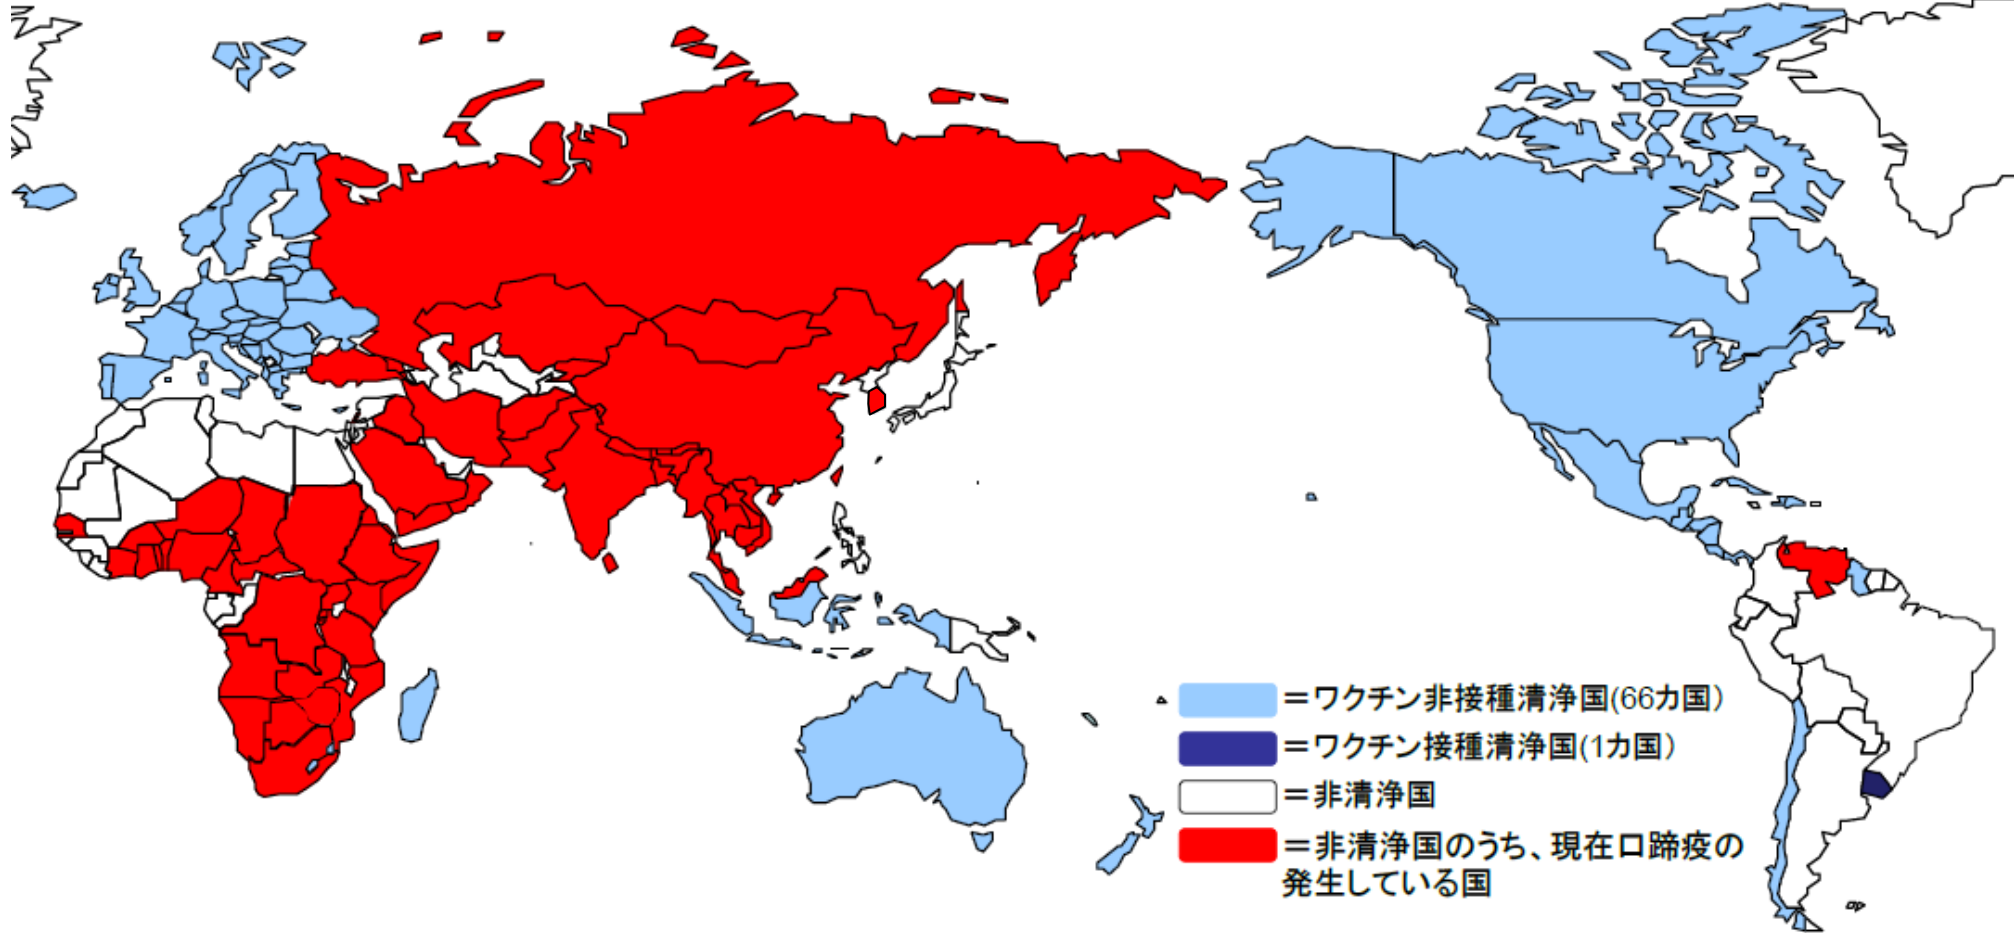 ＝ワクチン非接種清浄国(66カ国)
＝ワクチン接種清浄国(1カ国)
＝非清浄国
＝非清浄国のうち、現在口蹄疫の
発生している国